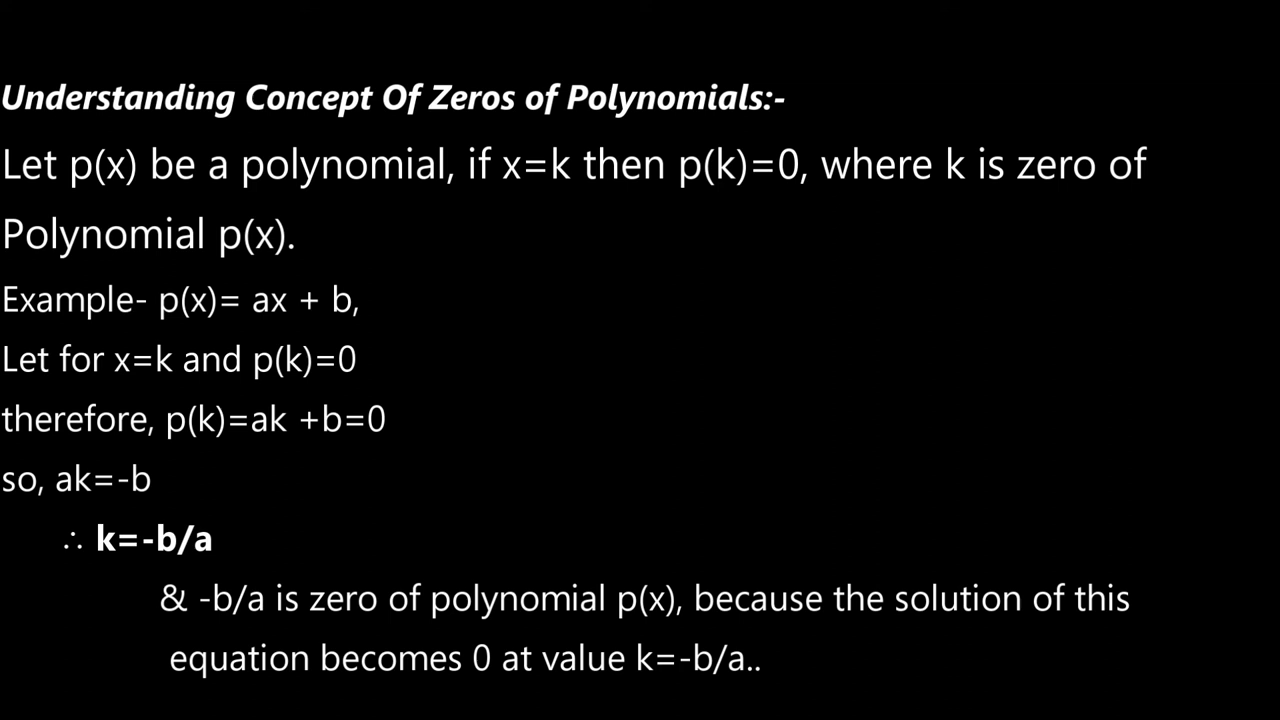 Understanding Concept Of Zeros of Polynomials:-
Let p(x) be a polynomial, if x=k then p(k)=0, where k is zero of
Polynomial p(x).
Example- p(x)= ax + b,
Let for x=k and p(k)=0
therefore, p(k)=ak +b=0
so, ak=-b
∴ k=-b/a
& -b/a is zero of polynomial p(x), because the solution of this
equation becomes 0 at value k=-b/a..